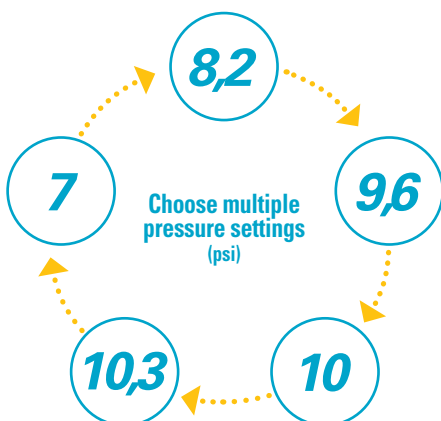 8,2
7
9,6
Choose multiple
pressure settings
(psi)
10,3
10